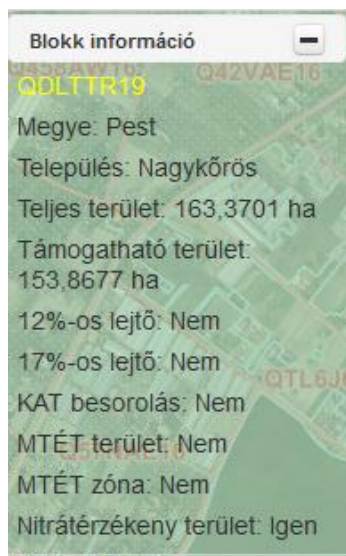 Blokk információ
Q42VAE16
QDLTTR19
Megye: Pest
Település: Nagykőrös
Teljes terület: 163,3701 ha
Támogatható terület:
153,8677 ha
12%-os lejtő: Nem
17%-os lejtő: Nem
KAT besorolás: Nem
MTÉT terület: Nem
MTÉT zóna: Nem
Nitrátérzékeny terület: Igen